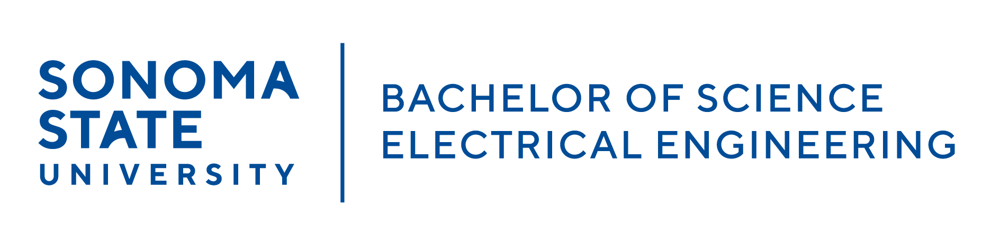 SONOMA
STATE
UNIVERSITY
BACHELOR OF SCIENCE
ELECTRICAL ENGINEERING